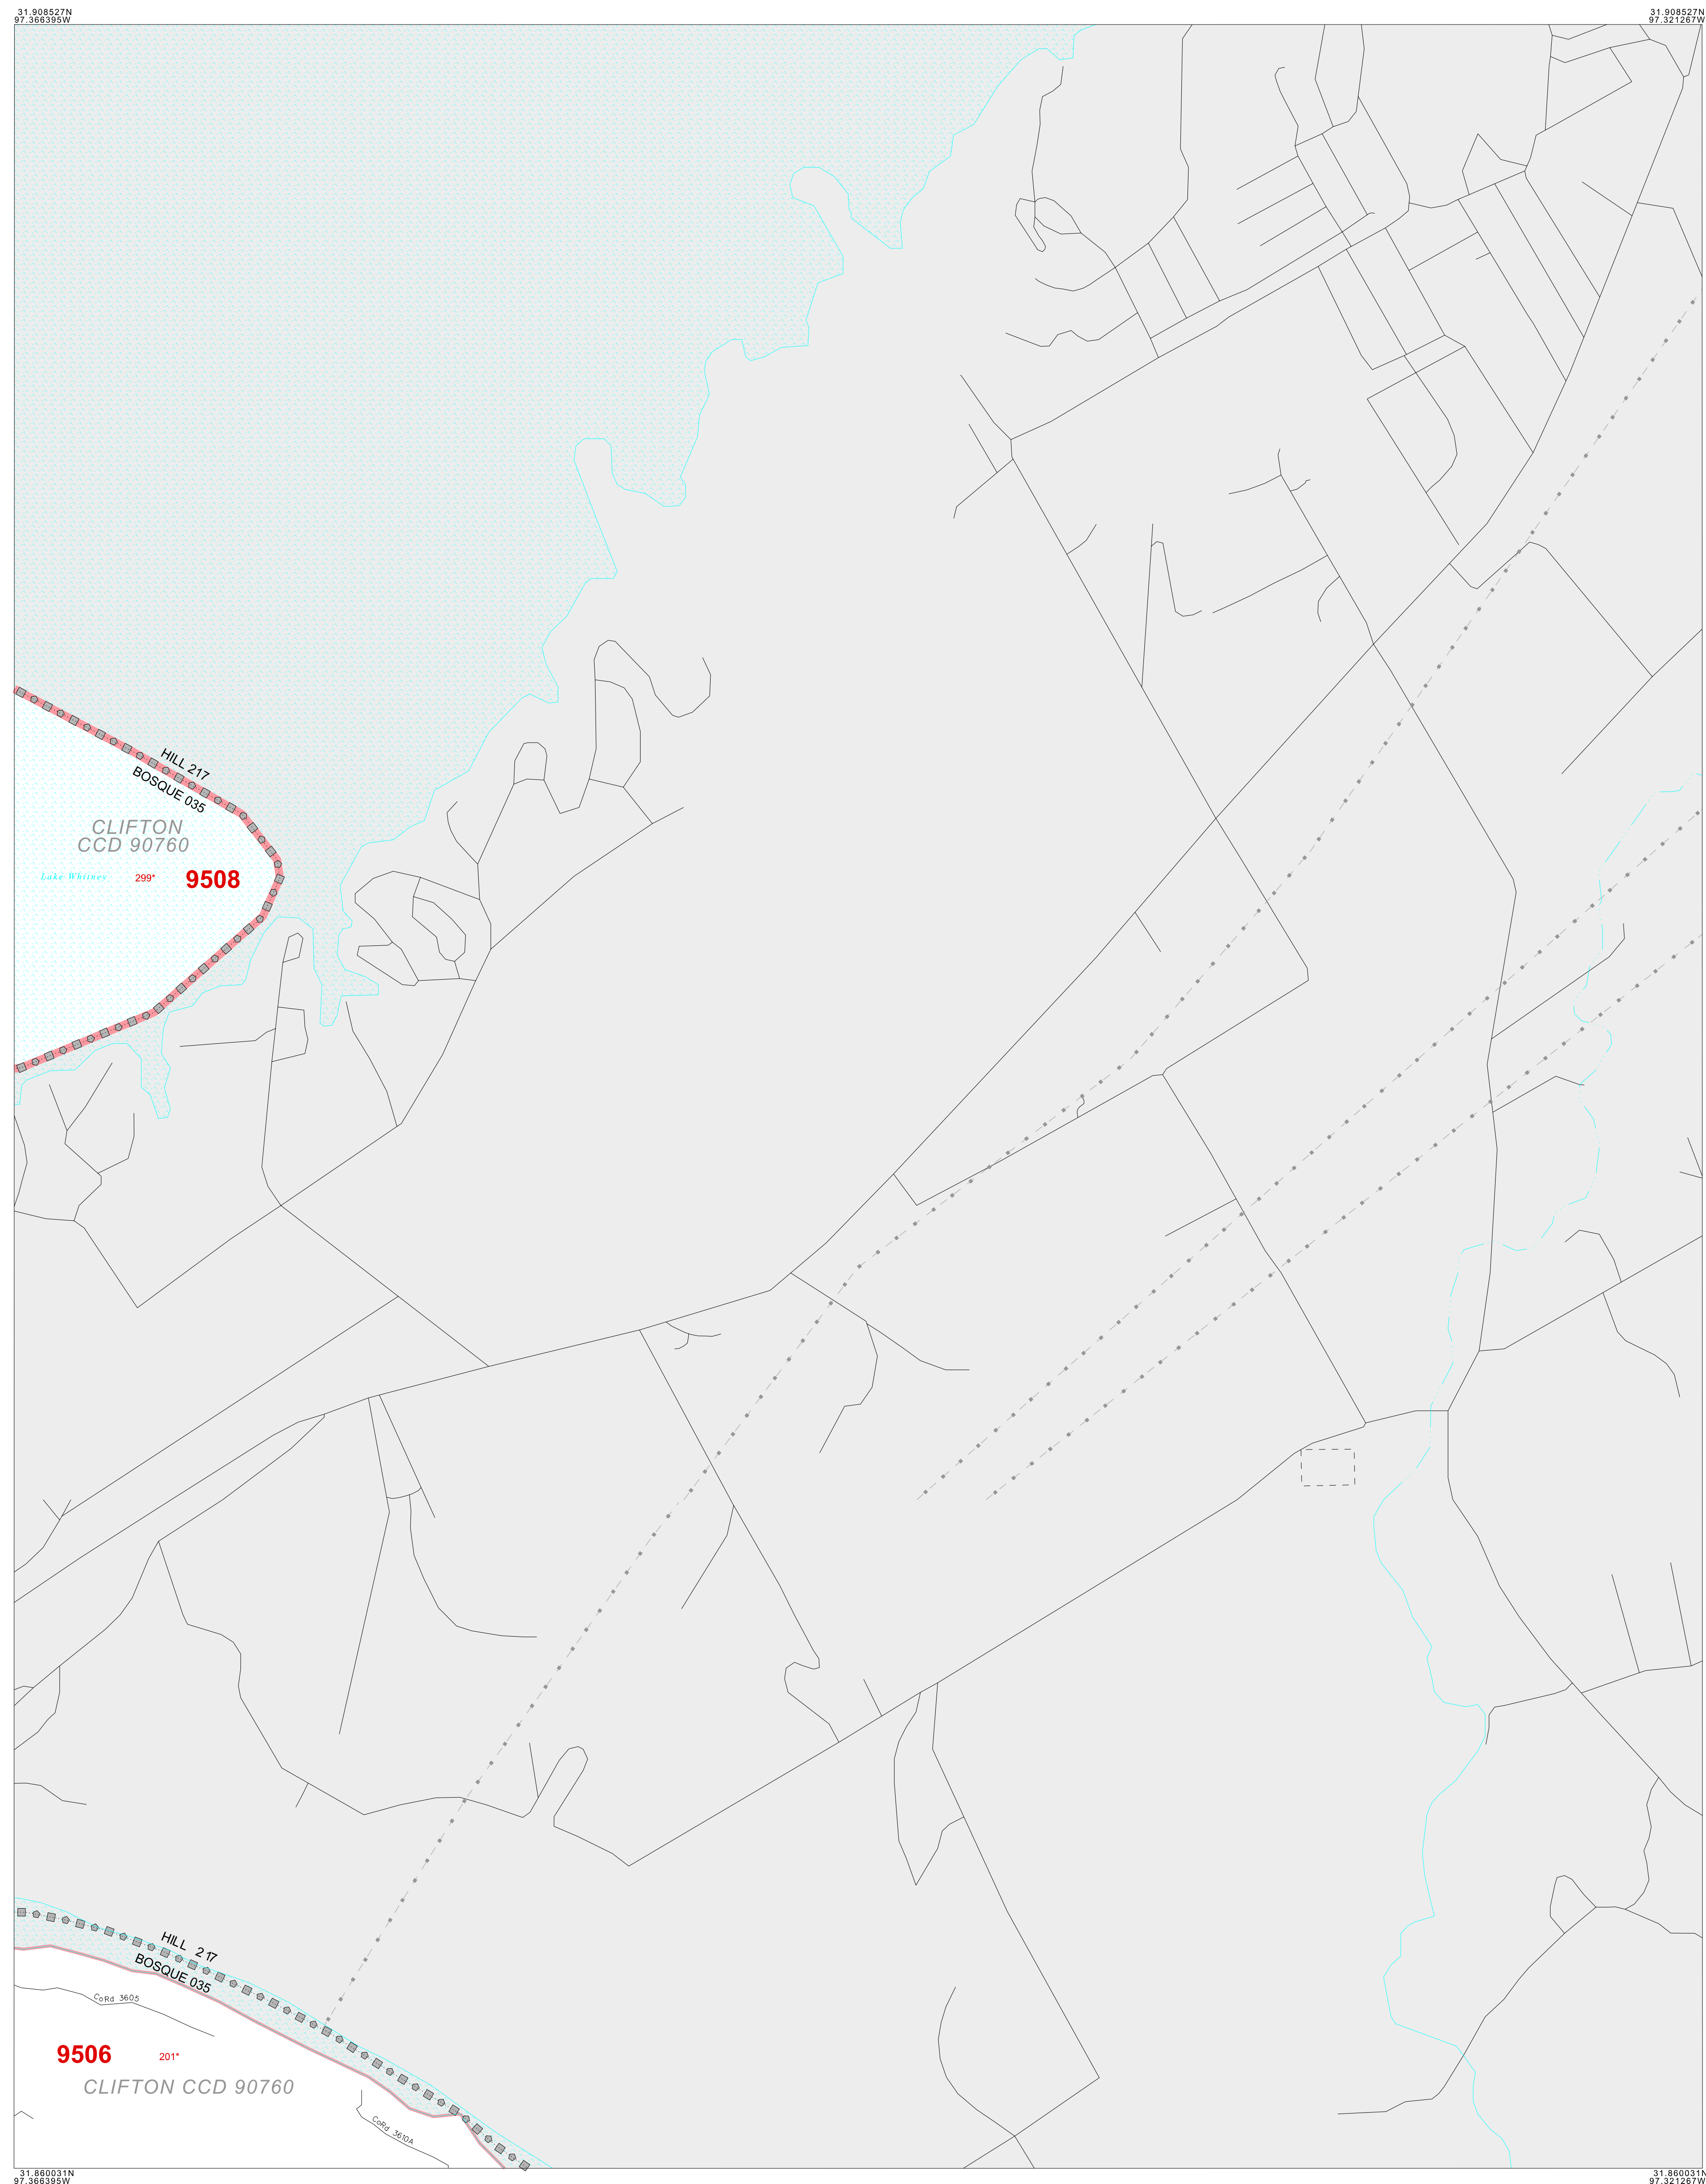 31.908527N
97.366395W
31.908527N
97.321267W
HILL 217
BOSQUE 035
CLIFTON
CCD 90760
Lake Whitney
299*
9508
HILL 217
BOSQUE 035
CoRd 3605
9506
201*
CLIFTON CCD 90760
CoRd 3610A
31.860031N
97.366395W
31.860031N
97.321267W